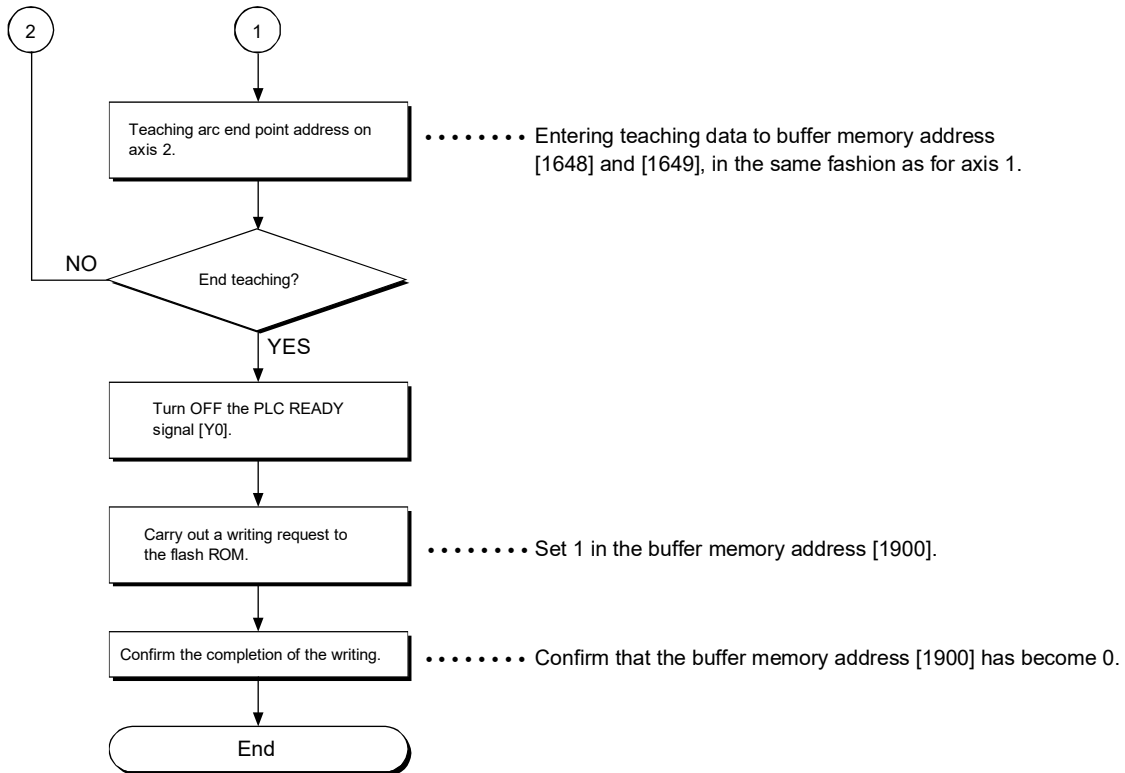 2
1
Teaching arc end point address on
axis 2.
•••••••• Entering teaching data to buffer memory address
[1648] and [1649], in the same fashion as for axis 1.
NO
End teaching?
YES
Turn OFF the PLC READY
signal [Y0].
Carry out a writing request to
the flash ROM.
•••••••• Set 1 in the buffer memory address [1900].
Confirm the completion of the writing.
•••••••• Confirm that the buffer memory address [1900] has become 0.
End